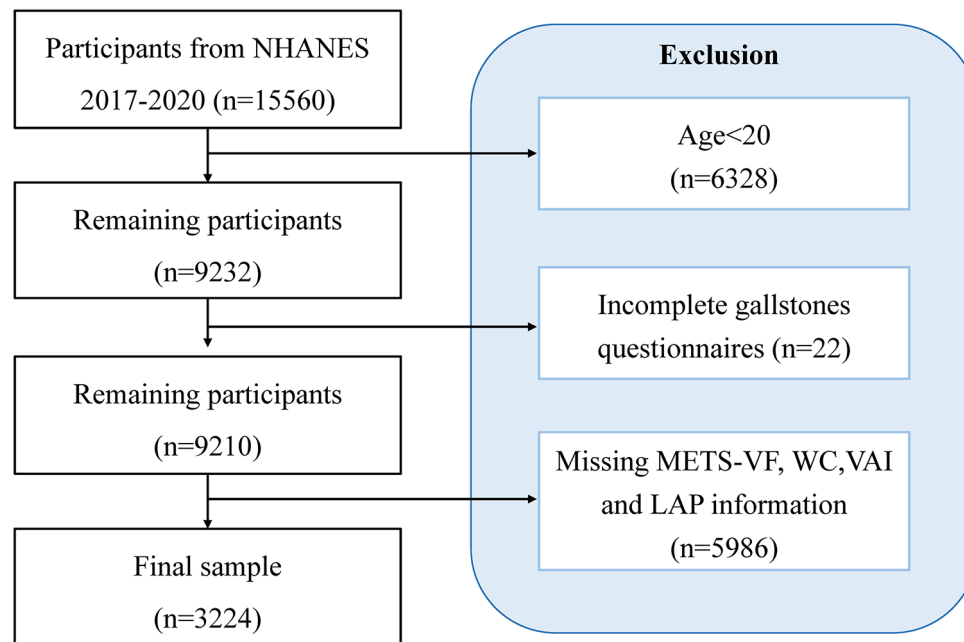 Participants from NHANES
2017-2020 (n=15560)
Exclusion
Age<20
(n=6328)
Remaining participants
(n=9232)
Incomplete gallstones
questionnaires (n=22)
Remaining participants
(n=9210)
Missing METS-VF, WC,VAI
and LAP information
(n=5986)
Final sample
(n=3224)